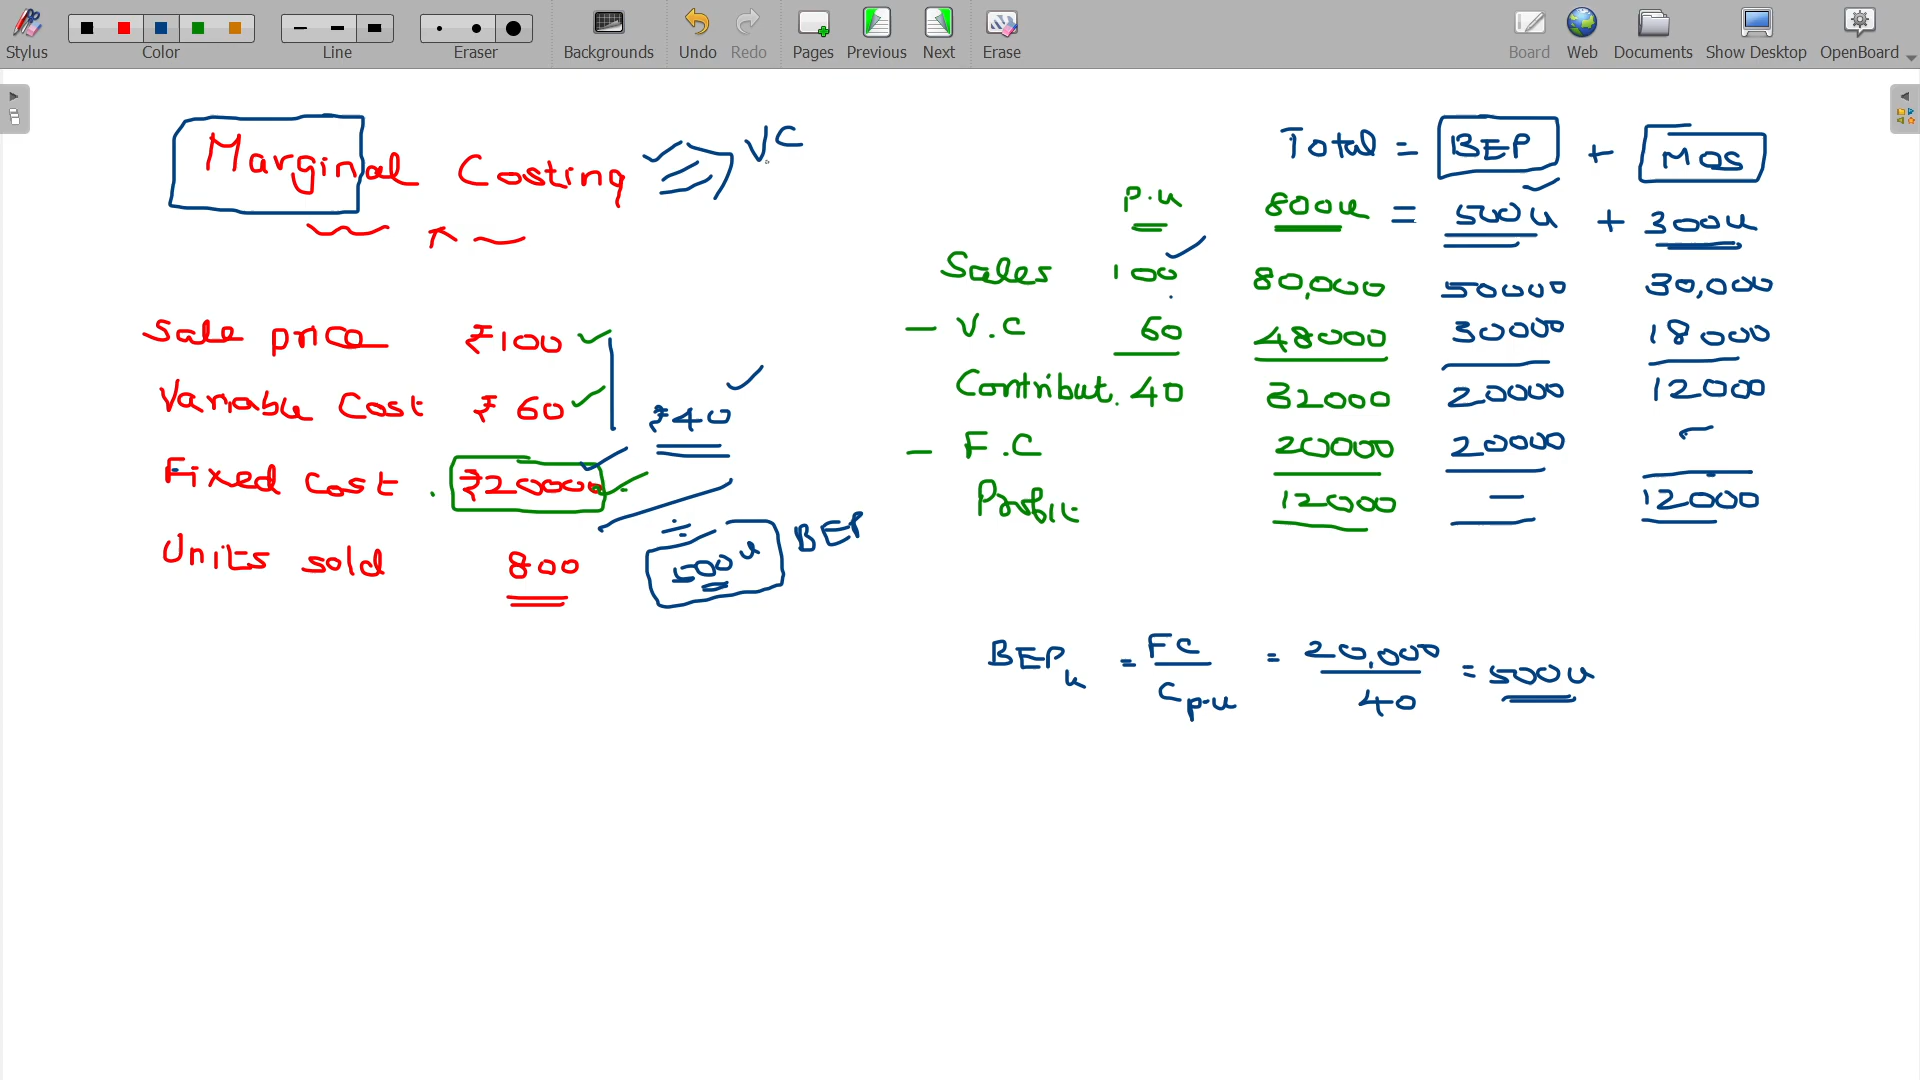 Stylus
Color
Line
Eraser
Backgrounds
Undo
Redo
Pages
Previous
Next
Erase
Board
Web
Documents
Show Desktop
OpenBoard
Marginal Costing VC
Sale price ₹100
Variable Cost ₹60
₹40
Fixed cost ₹20000
÷
500u BEP
Units sold 800
Total = BEP + MOS
P.u 800u = 500u + 300u
Sales 100 80,000 50000 30,000
- V.C 60 48000 30000 18000
Contribut. 40 32000 20000 12000
- F.C 20000 20000 -
Profit 12000 - 12000
BEPu = FC / Cp.u = 20,000 / 40 = 500u